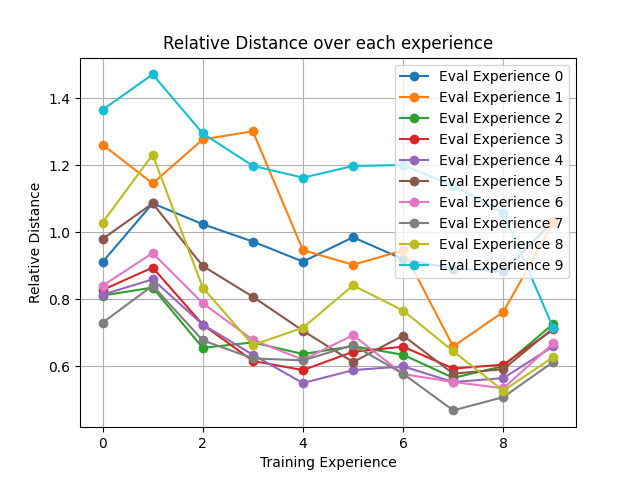 Relative Distance over each experience
Eval Experience 0
Eval Experience 1
Eval Experience 2
Eval Experience 3
Eval Experience 4
Eval Experience 5
Eval Experience 6
Eval Experience 7
Eval Experience 8
Eval Experience 9
Relative Distance
1.4
1.2
1.0
0.8
0.6
0 2 4 6 8
Training Experience